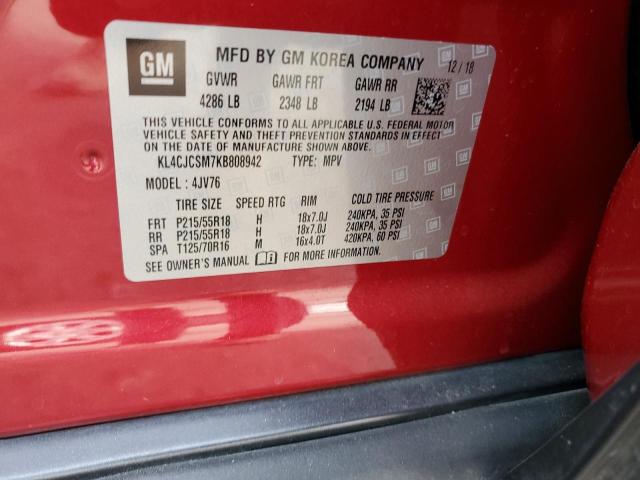 GM
MFD BY GM KOREA COMPANY 12/18
GVWR GAWR FRT GAWR RR
4286 LB 2348 LB 2194 LB
THIS VEHICLE CONFORMS TO ALL APPLICABLE U.S. FEDERAL MOTOR
VEHICLE SAFETY AND THEFT PREVENTION STANDARDS IN
EFFECT ON THE DATE OF MANUFACTURE SHOWN ABOVE.
KL4CJCSM7KB808942 TYPE: MPV
MODEL : 4JV76
TIRE SIZE SPEED RTG RIM COLD TIRE PRESSURE
FRT P215/55R18 H 18x7.0J 240KPA, 35 PSI
RR P215/55R18 H 18x7.0J 240KPA, 35 PSI
SPA T125/70R16 M 16x4.0T 420KPA, 60 PSI
SEE OWNER'S MANUAL FOR MORE INFORMATION.